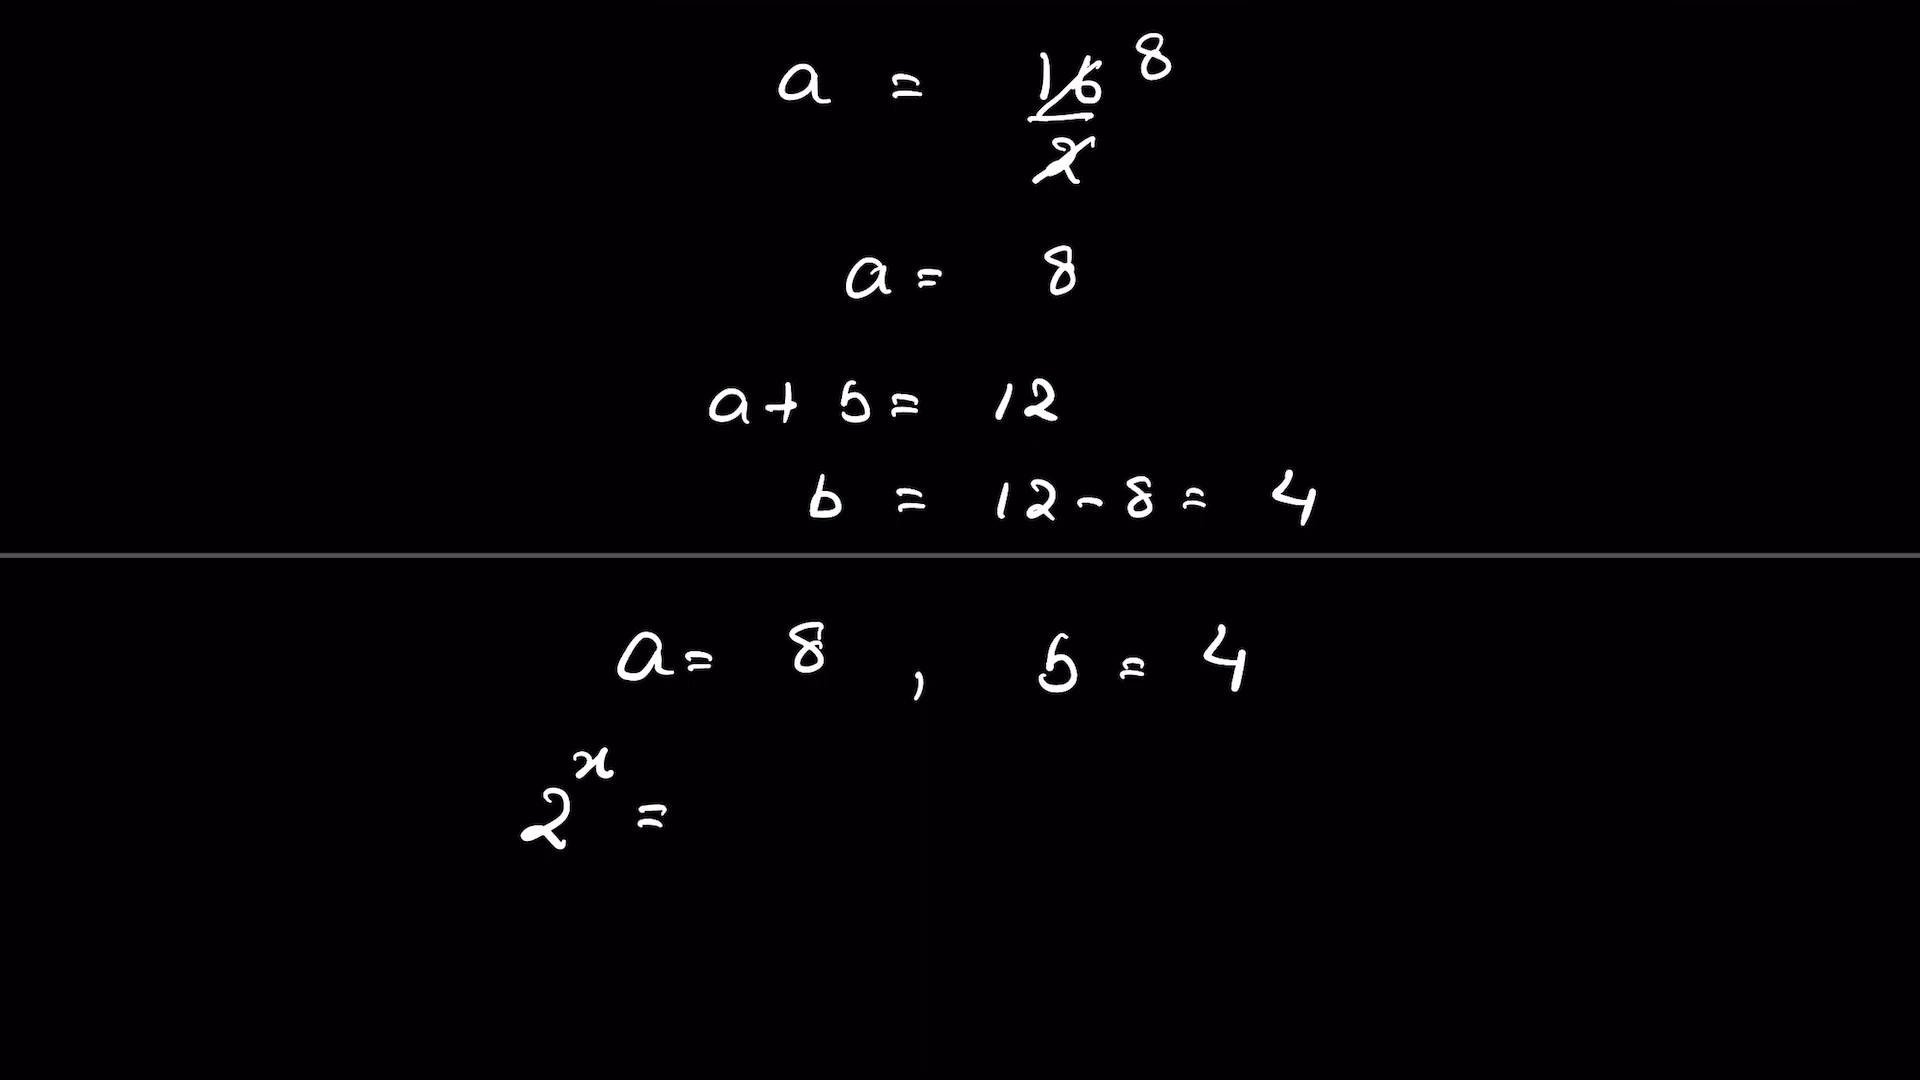 a = 16/2 8
a = 8
a + b = 12
b = 12 - 8 = 4
a = 8 , b = 4
2^x =